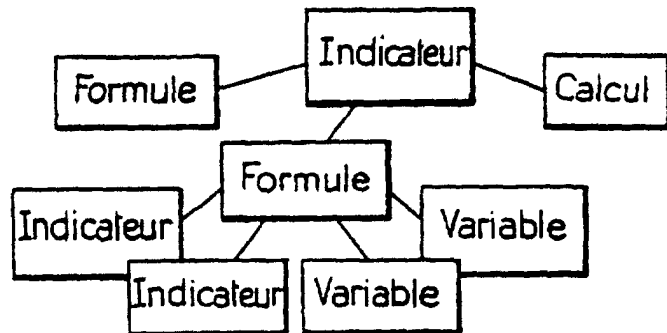 Indicateur
Formule
Calcul
Formule
Indicateur
Variable
Indicateur
Variable